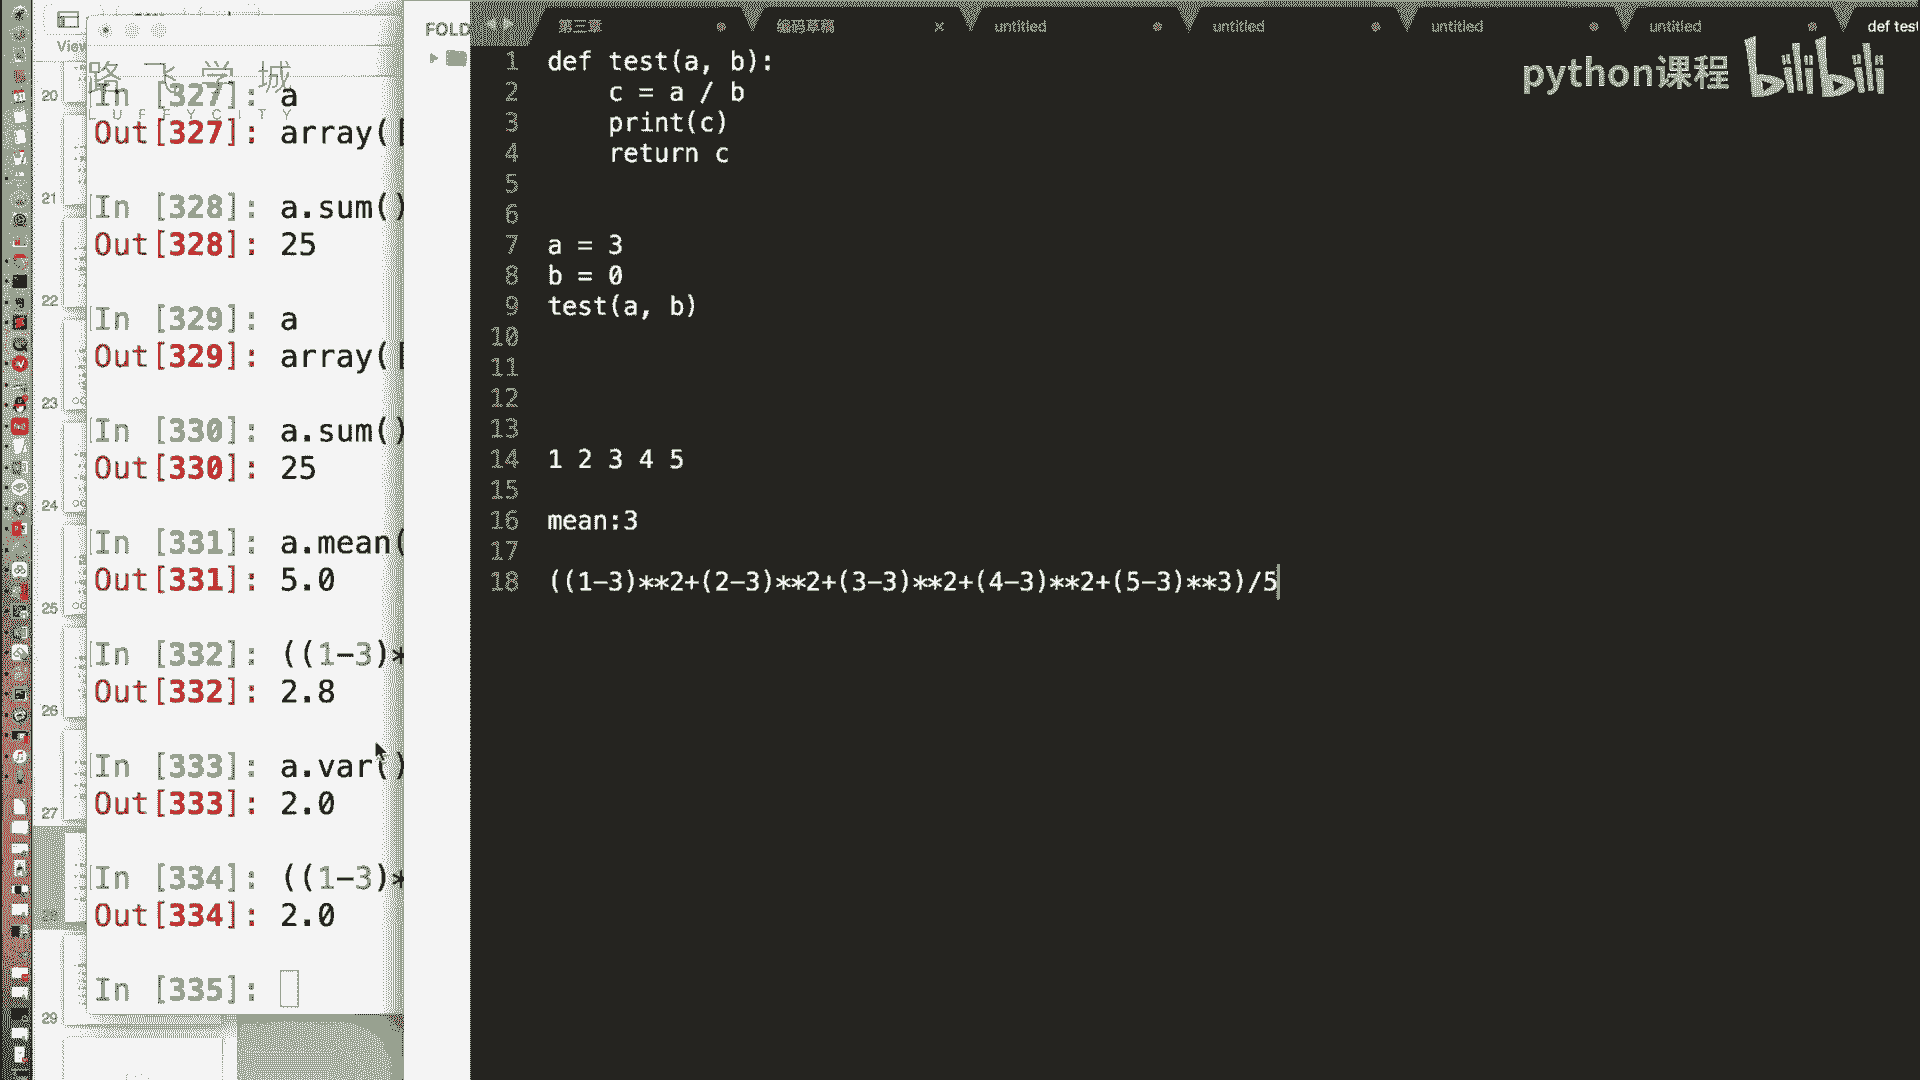 View
路 飞 学 城
LUFFYCITY
In [327]: a
Out[327]: array([
In [328]: a.sum()
Out[328]: 25
In [329]: a
Out[329]: array([
In [330]: a.sum()
Out[330]: 25
In [331]: a.mean(
Out[331]: 5.0
In [332]: ((1-3)*
Out[332]: 2.8
In [333]: a.var()
Out[333]: 2.0
In [334]: ((1-3)*
Out[334]: 2.0
In [335]:
20
21
22
23
24
25
26
27
28
29
FOLD
第三章
编码草稿
untitled
untitled
untitled
untitled
def test
python课程 bilibili
1 def test(a, b):
2 c = a / b
3 print(c)
4 return c
5
6
7 a = 3
8 b = 0
9 test(a, b)
10
11
12
13
14 1 2 3 4 5
15
16 mean:3
17
18 ((1-3)**2+(2-3)**2+(3-3)**2+(4-3)**2+(5-3)**3)/5